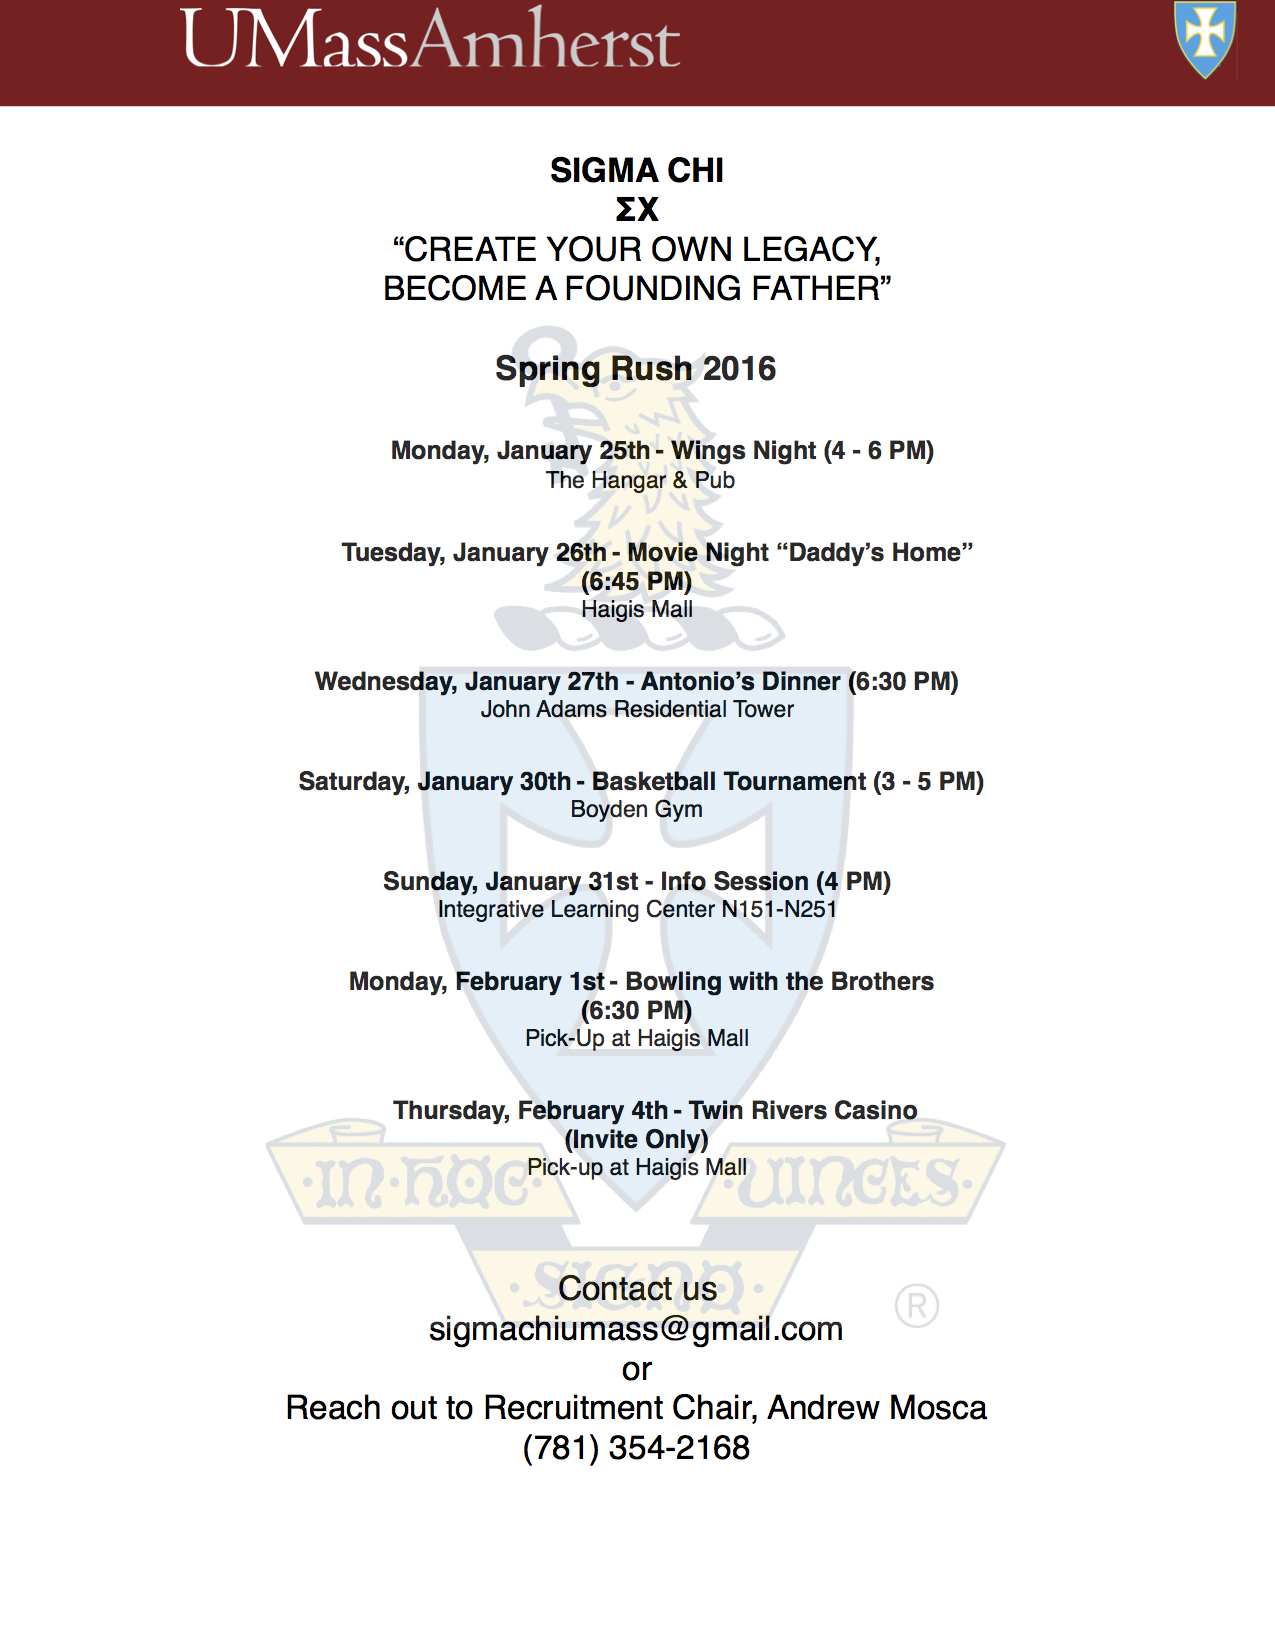 UMassAmherst
SIGMA CHI
ΣX
“CREATE YOUR OWN LEGACY,
BECOME A FOUNDING FATHER”
Spring Rush 2016
Monday, January 25th - Wings Night (4 - 6 PM)
The Hangar & Pub
Tuesday, January 26th - Movie Night “Daddy’s Home”
(6:45 PM)
Haigis Mall
Wednesday, January 27th - Antonio’s Dinner (6:30 PM)
John Adams Residential Tower
Saturday, January 30th - Basketball Tournament (3 - 5 PM)
Boyden Gym
Sunday, January 31st - Info Session (4 PM)
Integrative Learning Center N151-N251
Monday, February 1st - Bowling with the Brothers
(6:30 PM)
Pick-Up at Haigis Mall
Thursday, February 4th - Twin Rivers Casino
(Invite Only)
Pick-up at Haigis Mall
·IN·HOC· ·VINCES·
·SIGNO·
®
Contact us
sigmachiumass@gmail.com
or
Reach out to Recruitment Chair, Andrew Mosca
(781) 354-2168